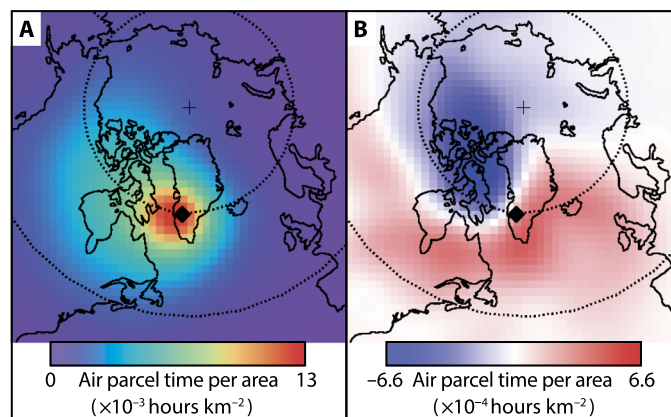 A
B
0 Air parcel time per area 13
(×10⁻³ hours km⁻²)
–6.6 Air parcel time per area 6.6
(×10⁻⁴ hours km⁻²)